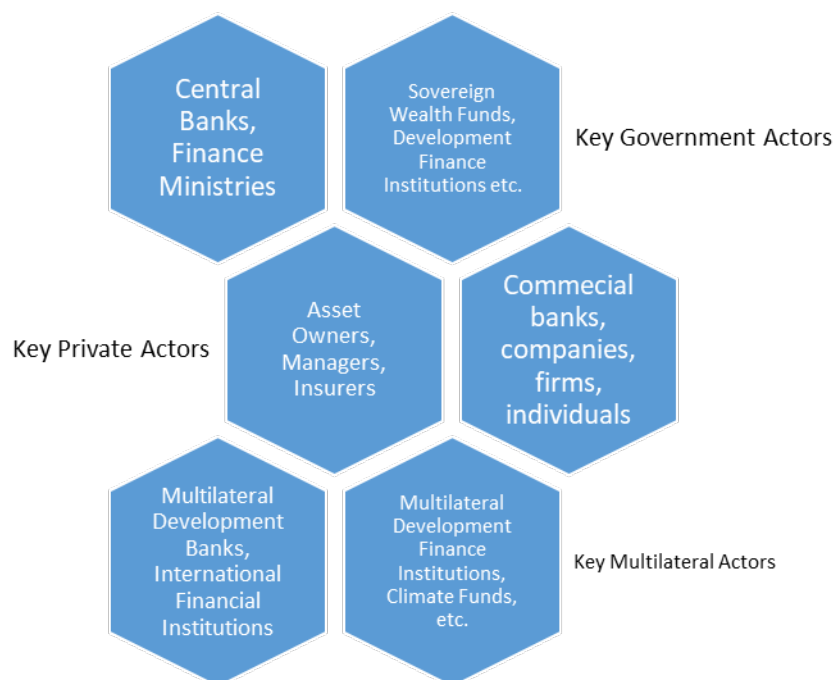 Central
Banks,
Finance
Ministries
Sovereign
Wealth Funds,
Development
Finance
Institutions etc.
Key Government Actors
Key Private Actors
Asset
Owners,
Managers,
Insurers
Commecial
banks,
companies,
firms,
individuals
Multilateral
Development
Banks,
International
Financial
Institutions
Multilateral
Development
Finance
Institutions,
Climate Funds,
etc.
Key Multilateral Actors